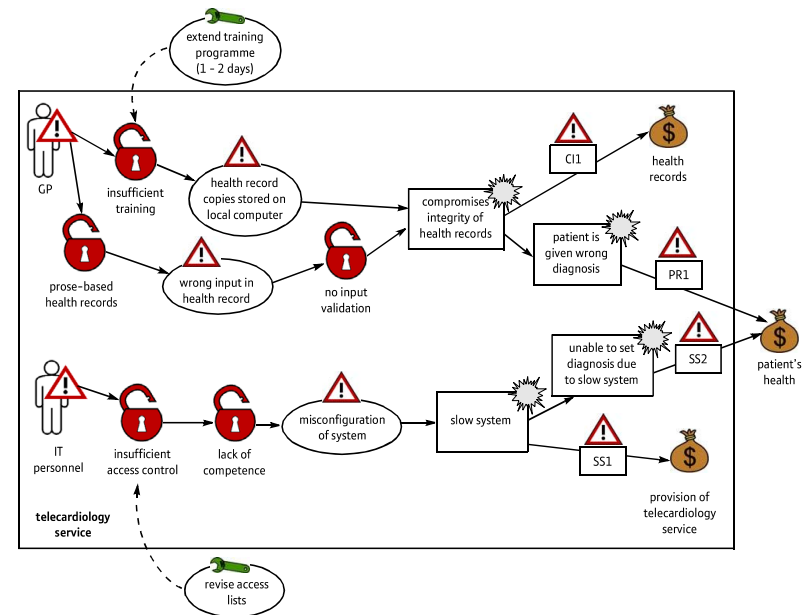 extend training
programme
(1 - 2 days)
GP
insufficient
training
health record
copies stored on
local computer
compromises
integrity of
health records
CI1
$
health
records
prose-based
health records
wrong input in
health record
no input
validation
patient is
given wrong
diagnosis
PR1
$
patient's
health
IT
personnel
insufficient
access control
lack of
competence
misconfiguration
of system
slow system
unable to set
diagnosis due
to slow system
SS2
SS1
$
provision of
telecardiology
service
telecardiology
service
revise access
lists